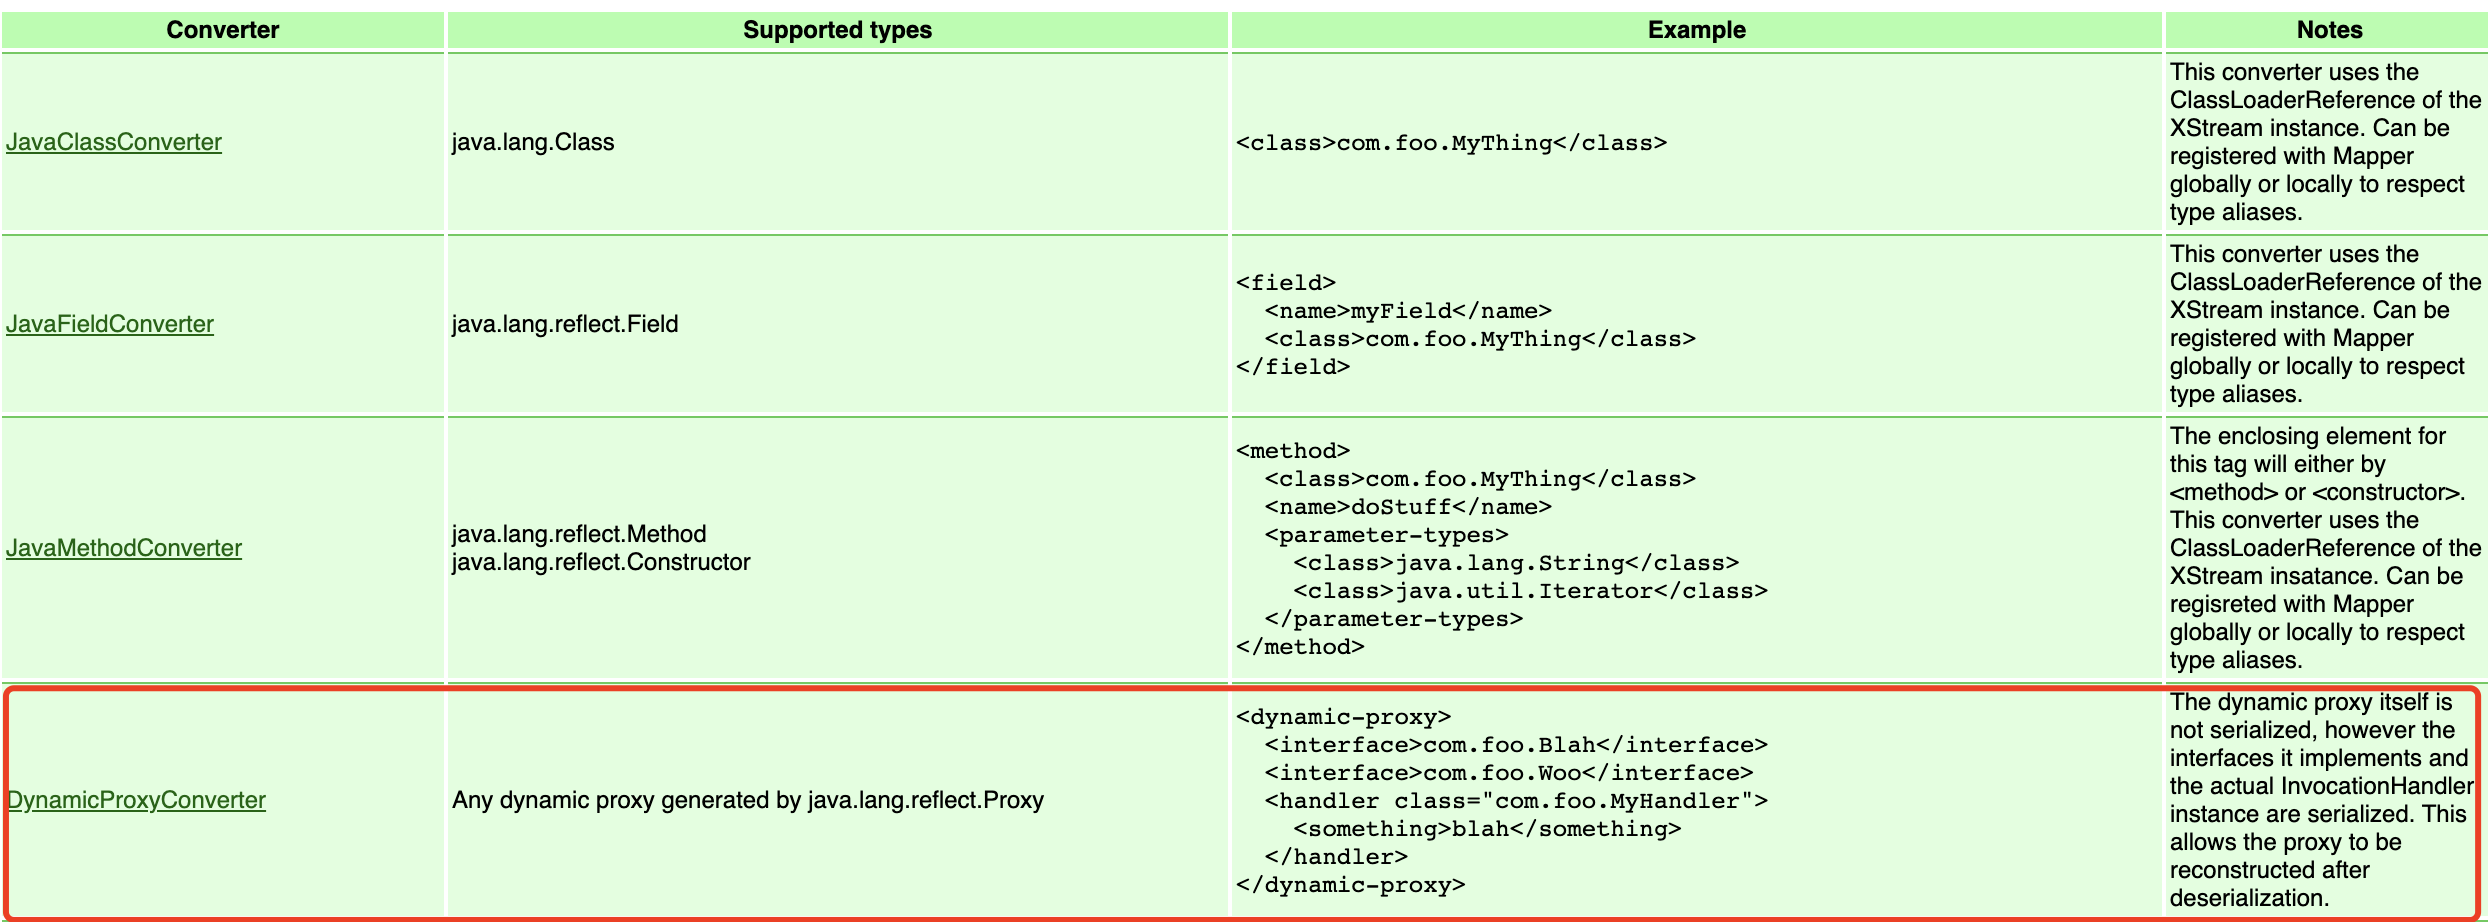 Converter Supported types Example Notes
JavaClassConverter
java.lang.Class
<class>com.foo.MyThing</class>
This converter uses the
ClassLoaderReference of the
XStream instance. Can be
registered with Mapper
globally or locally to respect
type aliases.
JavaFieldConverter
java.lang.reflect.Field
<field>
  <name>myField</name>
  <class>com.foo.MyThing</class>
</field>
This converter uses the
ClassLoaderReference of the
XStream instance. Can be
registered with Mapper
globally or locally to respect
type aliases.
JavaMethodConverter
java.lang.reflect.Method
java.lang.reflect.Constructor
<method>
  <class>com.foo.MyThing</class>
  <name>doStuff</name>
  <parameter-types>
    <class>java.lang.String</class>
    <class>java.util.Iterator</class>
  </parameter-types>
</method>
The enclosing element for
this tag will either by
<method> or <constructor>.
This converter uses the
ClassLoaderReference of the
XStream insatance. Can be
regisreted with Mapper
globally or locally to respect
type aliases.
DynamicProxyConverter
Any dynamic proxy generated by java.lang.reflect.Proxy
<dynamic-proxy>
  <interface>com.foo.Blah</interface>
  <interface>com.foo.Woo</interface>
  <handler class="com.foo.MyHandler">
    <something>blah</something>
  </handler>
</dynamic-proxy>
The dynamic proxy itself is
not serialized, however the
interfaces it implements and
the actual InvocationHandler
instance are serialized. This
allows the proxy to be
reconstructed after
deserialization.